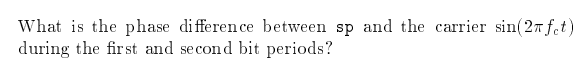 What is the phase difference between sp and the carrier sin(2πf_ct)
during the first and second bit periods?